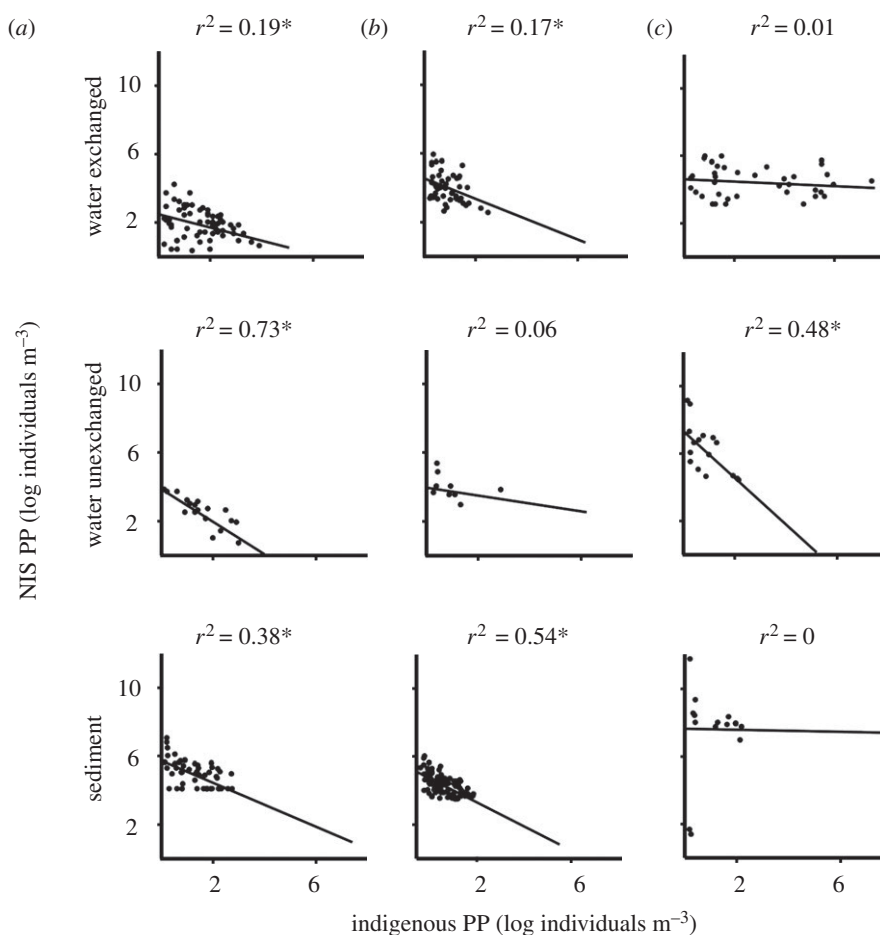 (a) r² = 0.19* (b) r² = 0.17* (c) r² = 0.01
water exchanged
10
6
2
r² = 0.73* r² = 0.06 r² = 0.48*
NIS PP (log individuals m⁻³)
water unexchanged
10
6
2
r² = 0.38* r² = 0.54* r² = 0
sediment
10
6
2
2 6 2 6 2 6
indigenous PP (log individuals m⁻³)